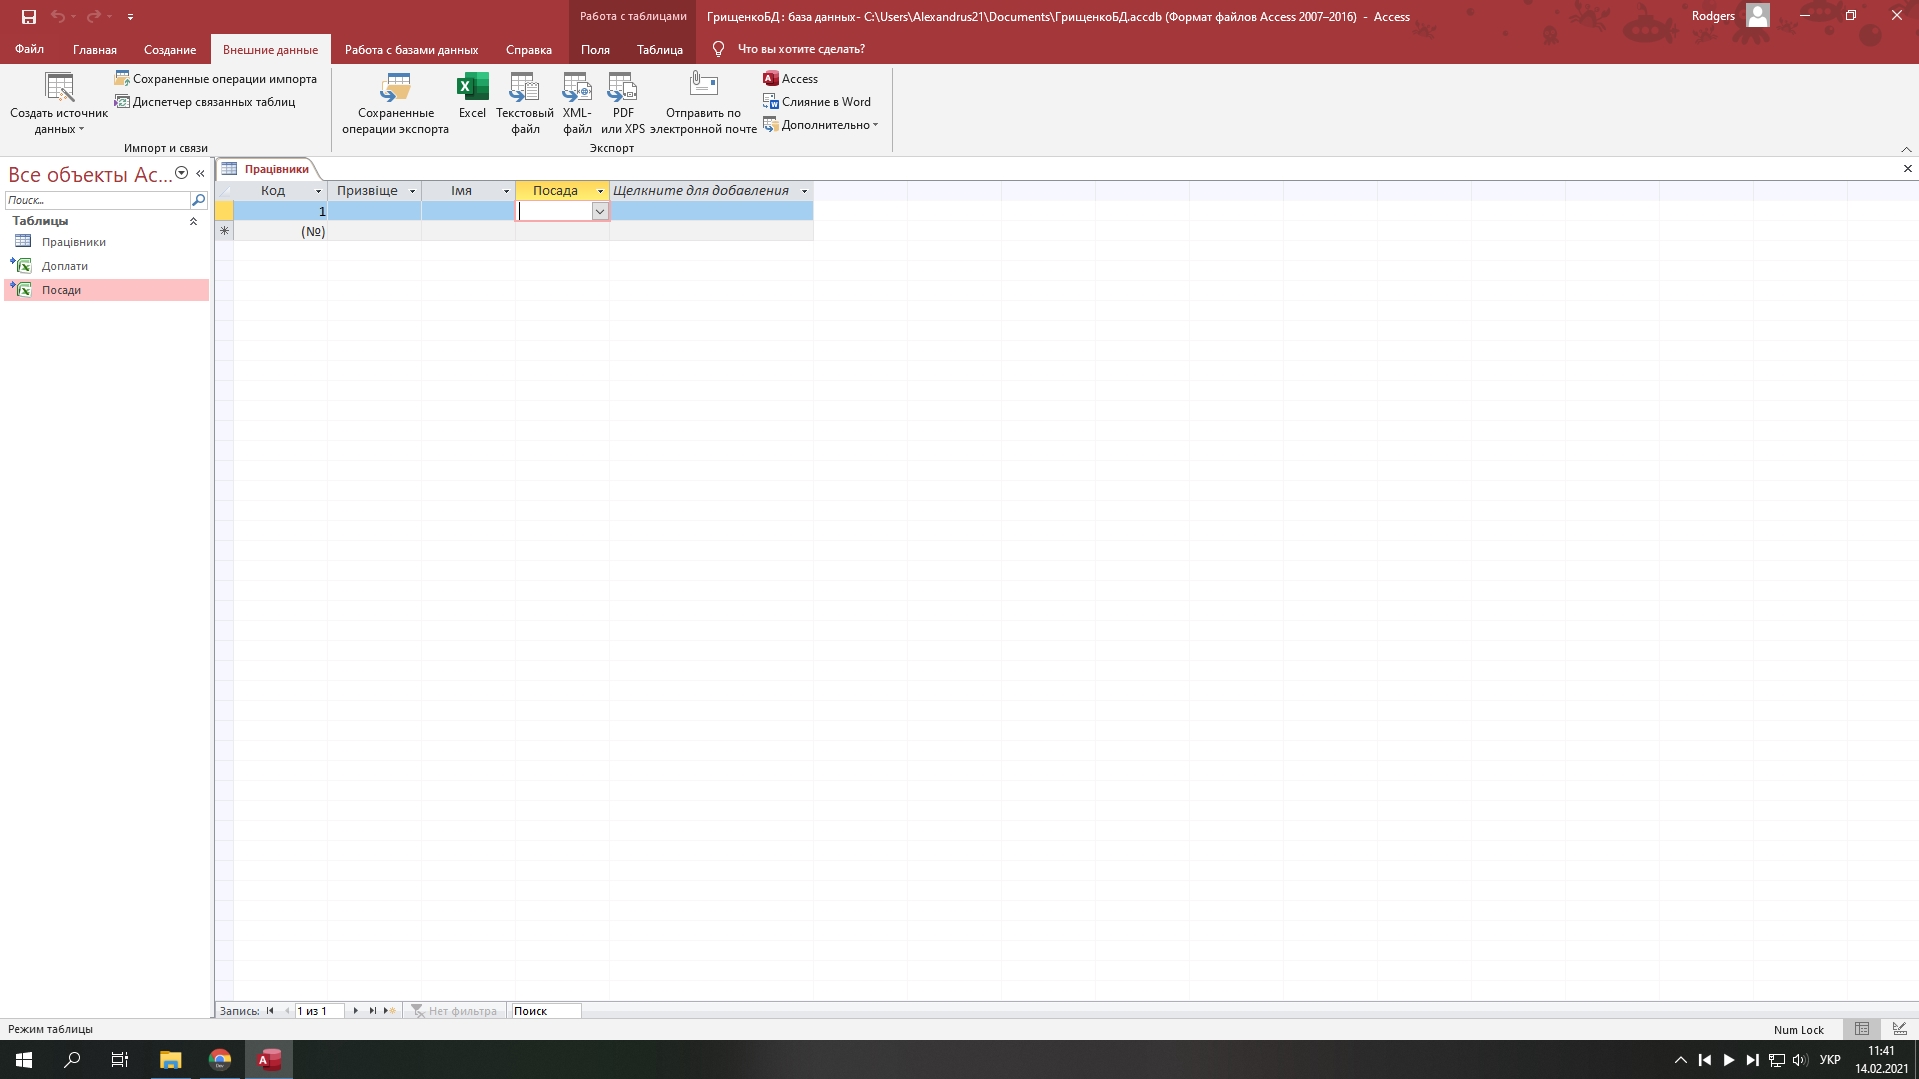 Работа с таблицами
ГрищенкоБД : база данных- C:\Users\Alexandrus21\Documents\ГрищенкоБД.accdb (Формат файлов Access 2007–2016) - Access
Rodgers
Файл Главная Создание Внешние данные Работа с базами данных Справка Поля Таблица Что вы хотите сделать?
Создать источник
данных
Сохраненные операции импорта
Диспетчер связанных таблиц
Импорт и связи
Сохраненные
операции экспорта
Excel
Текстовый
файл
XML-
файл
PDF
или XPS
Отправить по
электронной почте
Access
Слияние в Word
Дополнительно
Экспорт
Все объекты Ac...
Поиск...
Таблицы
Працівники
Доплати
Посади
Працівники
Код Призвіще Імя Посада Щелкните для добавления
1
(№)
Запись: 1 из 1 Нет фильтра Поиск
Режим таблицы
Num Lock
УКР
11:41
14.02.2021